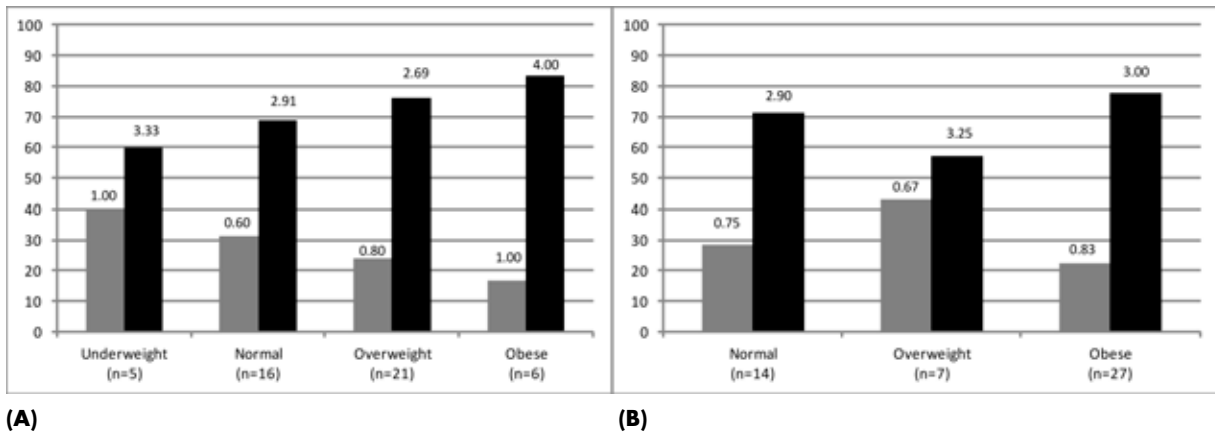 100
90
80
70
60
50
40
30
20
10
0
1.00
3.33
0.60
2.91
0.80
2.69
1.00
4.00
Underweight
(n=5)
Normal
(n=16)
Overweight
(n=21)
Obese
(n=6)
(A)
100
90
80
70
60
50
40
30
20
10
0
0.75
2.90
0.67
3.25
0.83
3.00
Normal
(n=14)
Overweight
(n=7)
Obese
(n=27)
(B)